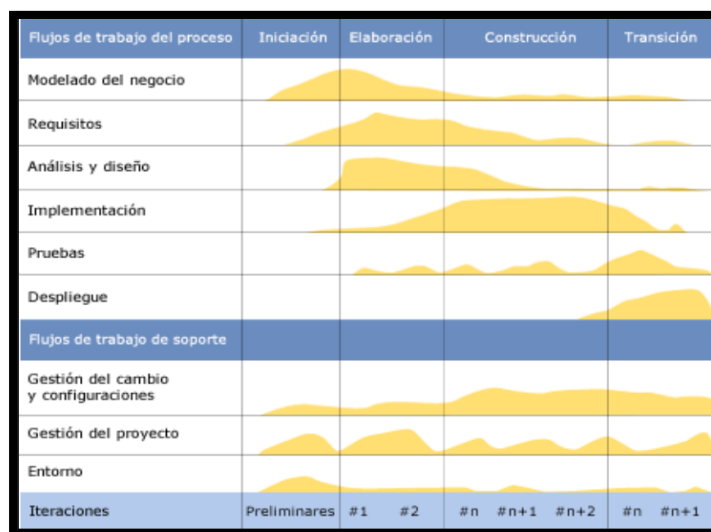 Flujos de trabajo del proceso Iniciación Elaboración Construcción Transición
Modelado del negocio
Requisitos
Análisis y diseño
Implementación
Pruebas
Despliegue
Flujos de trabajo de soporte
Gestión del cambio
y configuraciones
Gestión del proyecto
Entorno
Iteraciones Preliminares #1 #2 #n #n+1 #n+2 #n #n+1